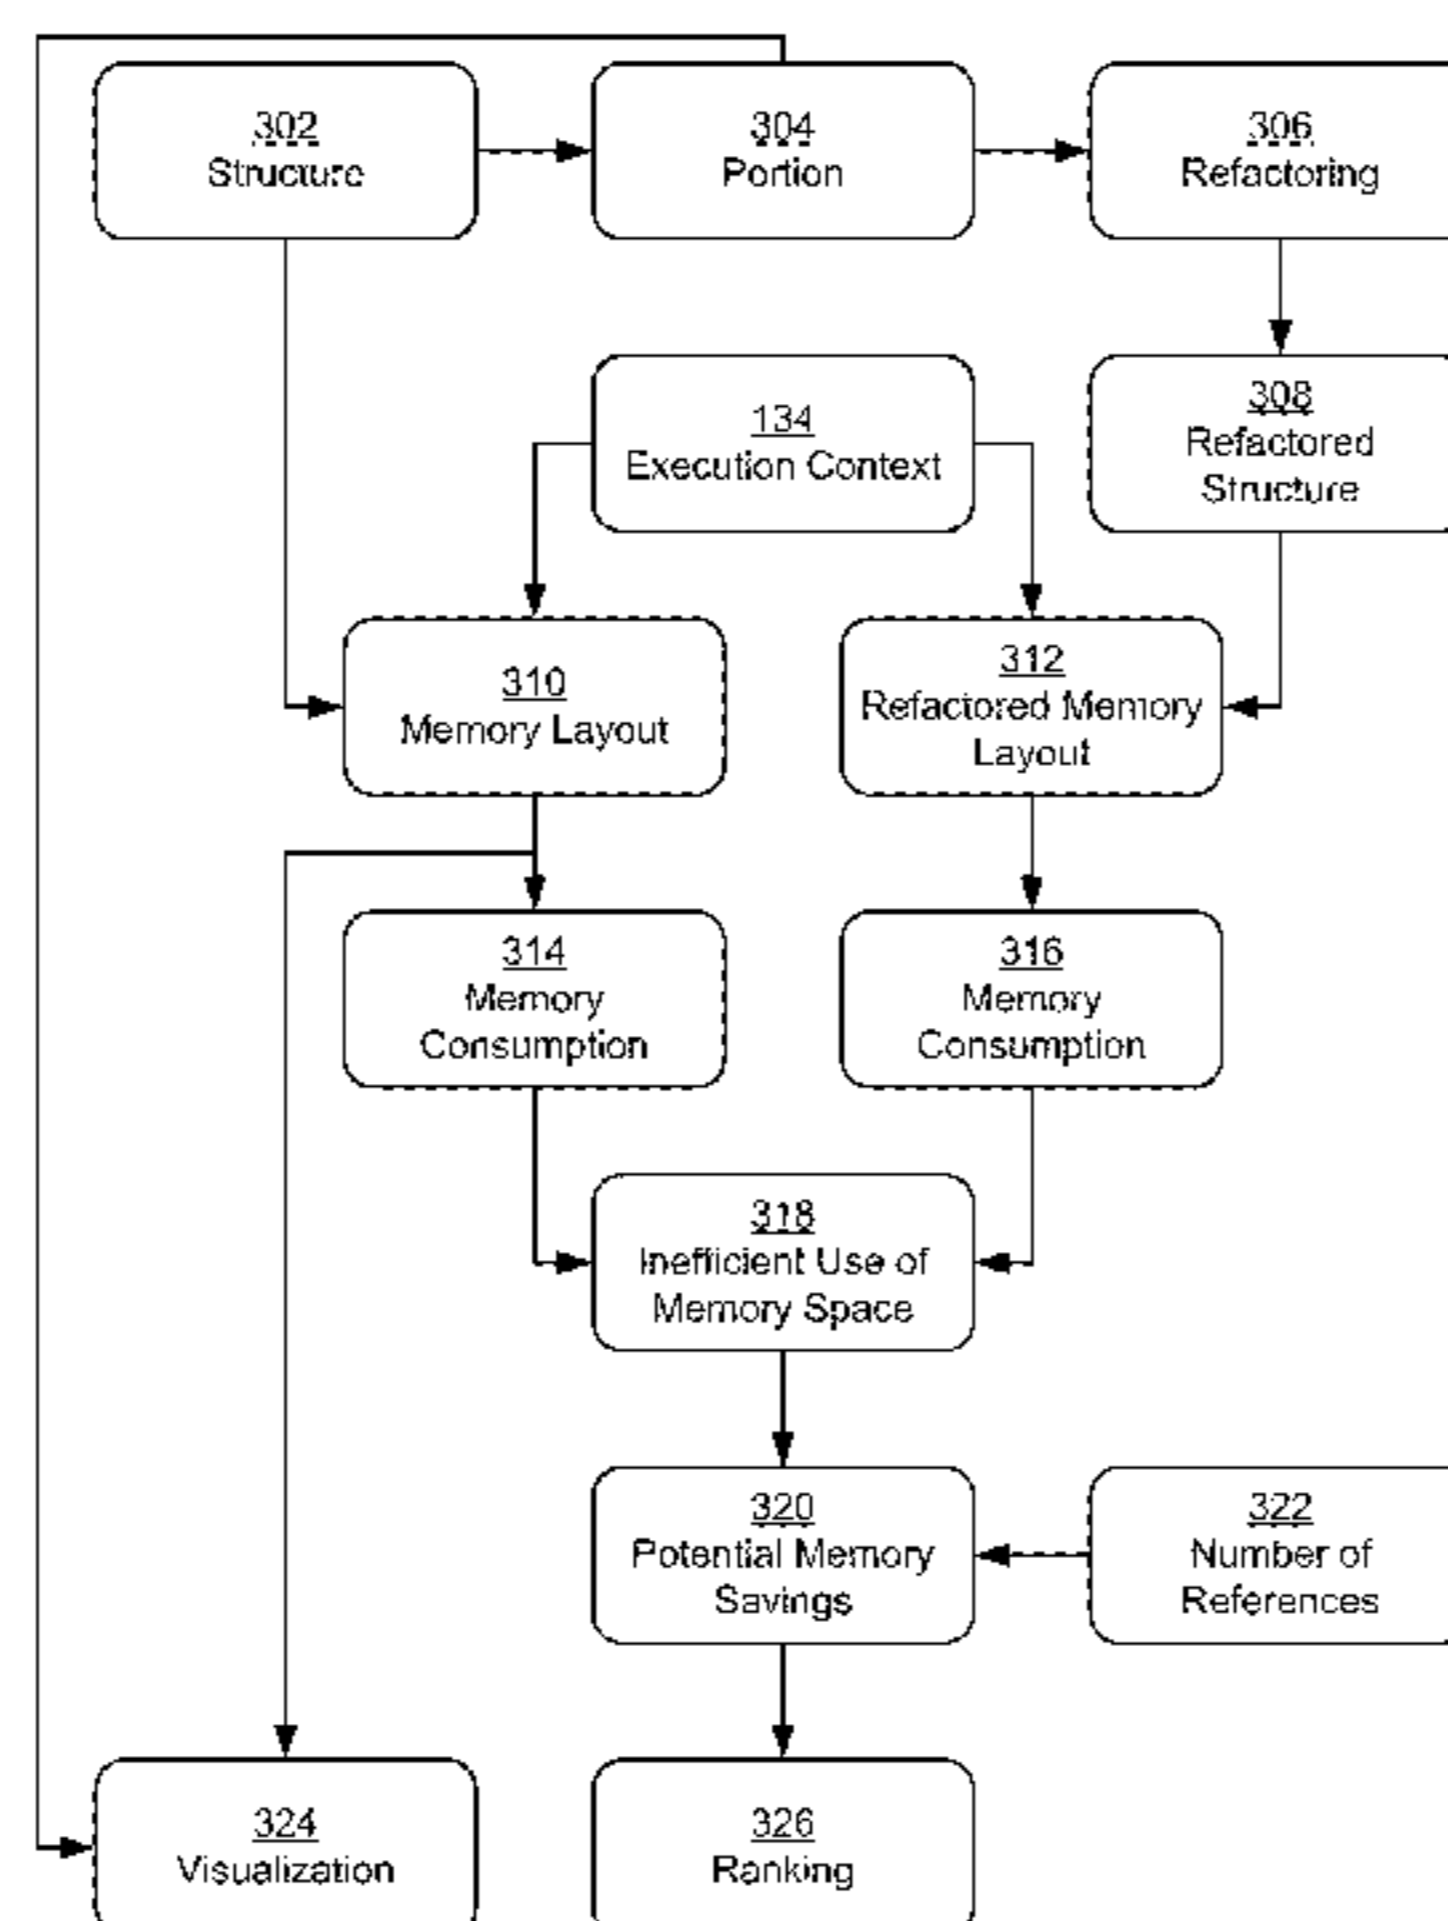 302
Structure
304
Portion
306
Refactoring
134
Execution Context
308
Refactored
Structure
310
Memory Layout
312
Refactored Memory
Layout
314
Memory
Consumption
316
Memory
Consumption
318
Inefficient Use of
Memory Space
320
Potential Memory
Savings
322
Number of
References
324
Visualization
326
Ranking